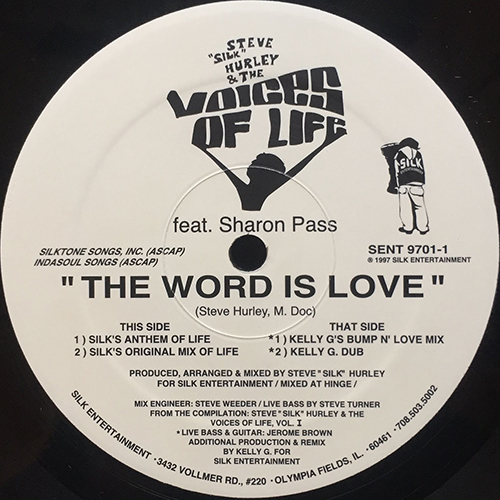 STEVE
"SILK"
HURLEY
& THE
VOICES
OF LIFE
feat. Sharon Pass
SILK
SILKTONE SONGS, INC. (ASCAP)
INDASOUL SONGS (ASCAP)
SENT 9701-1
® 1997 SILK ENTERTAINMENT
"THE WORD IS LOVE"
(Steve Hurley, M. Doc)
THIS SIDE
1) SILK'S ANTHEM OF LIFE
2) SILK'S ORIGINAL MIX OF LIFE
THAT SIDE
*1) KELLY G'S BUMP N' LOVE MIX
*2) KELLY G. DUB
PRODUCED, ARRANGED & MIXED BY STEVE "SILK" HURLEY
FOR SILK ENTERTAINMENT / MIXED AT HINGE /
MIX ENGINEER: STEVE WEEDER / LIVE BASS BY STEVE TURNER
FROM THE COMPILATION: STEVE "SILK" HURLEY & THE
VOICES OF LIFE, VOL. I
* LIVE BASS & GUITAR: JEROME BROWN
ADDITIONAL PRODUCTION & REMIX
BY KELLY G. FOR
SILK ENTERTAINMENT
SILK ENTERTAINMENT • 3432 VOLLMER RD., #220 • OLYMPIA FIELDS, IL. • 60461 • 708.503.5002